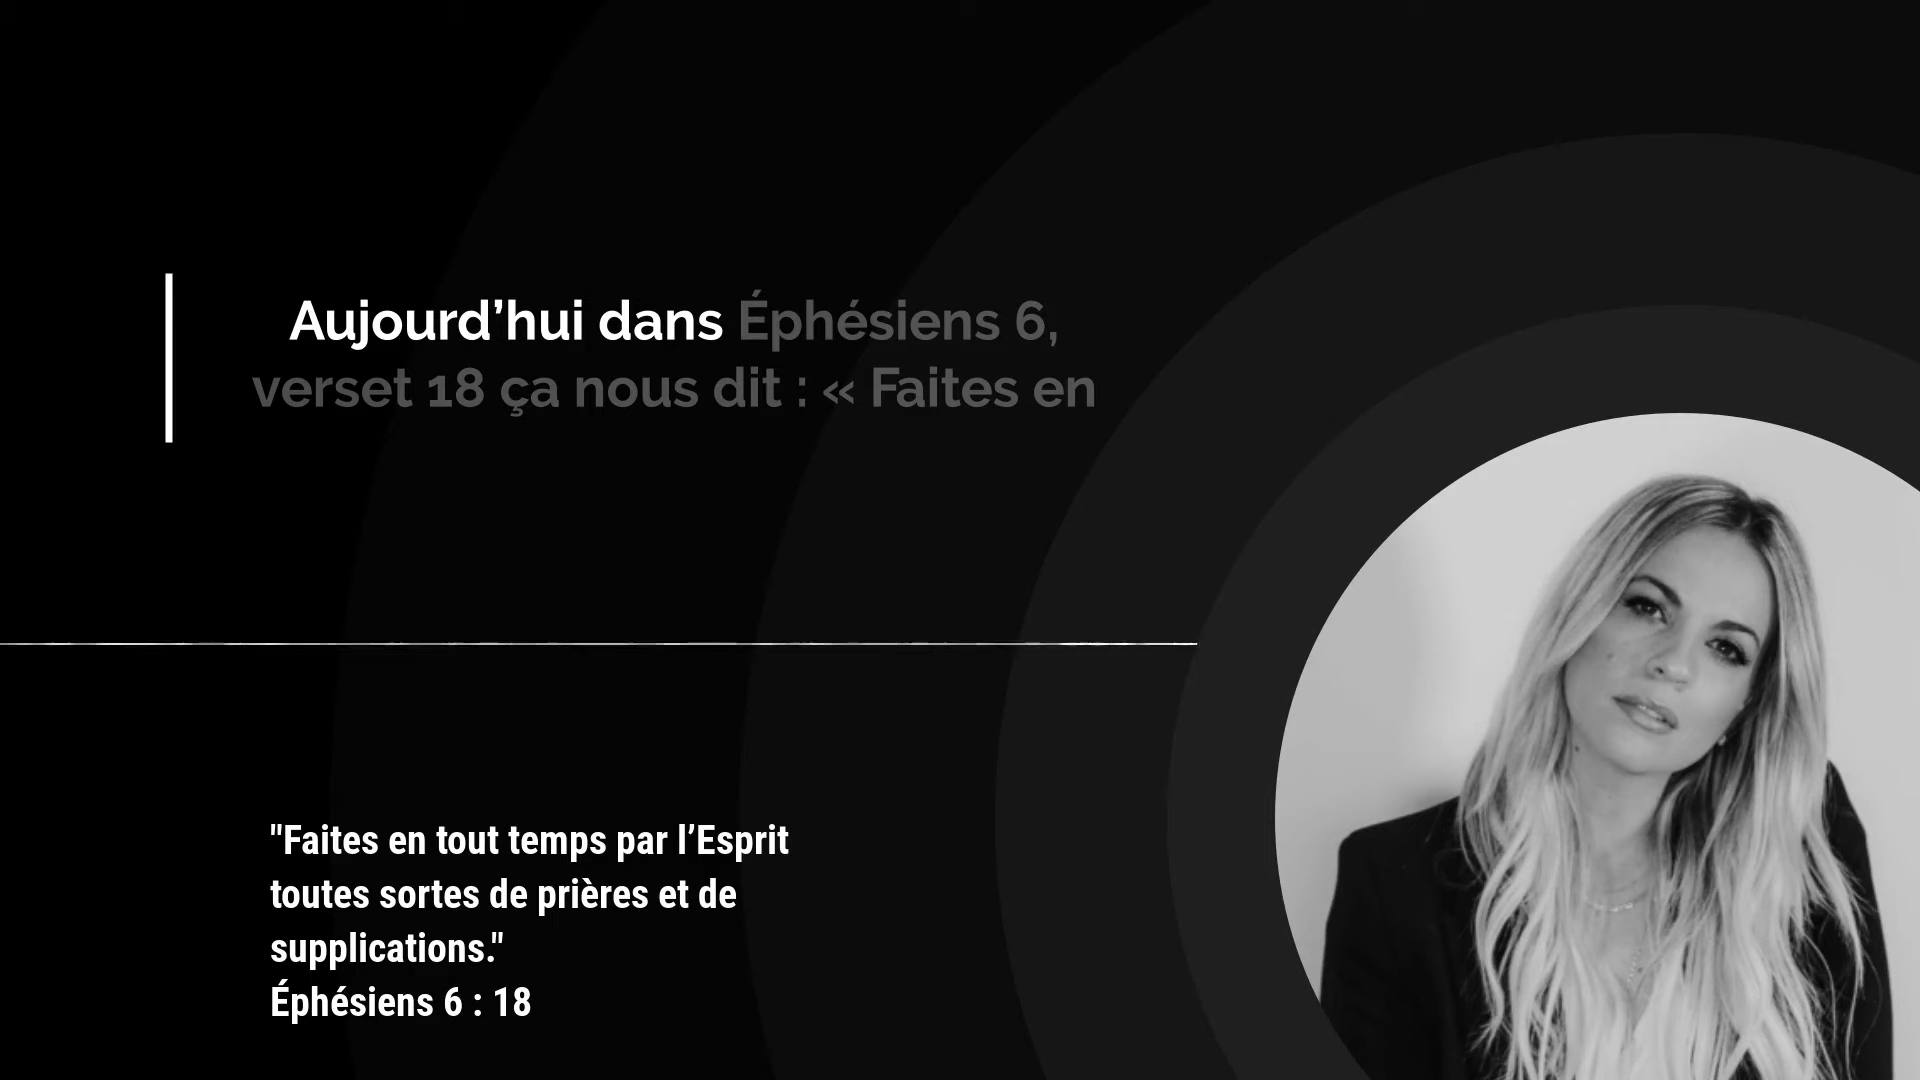 Aujourd’hui dans Éphésiens 6,
verset 18 ça nous dit : « Faites en
"Faites en tout temps par l’Esprit
toutes sortes de prières et de
supplications."
Éphésiens 6 : 18